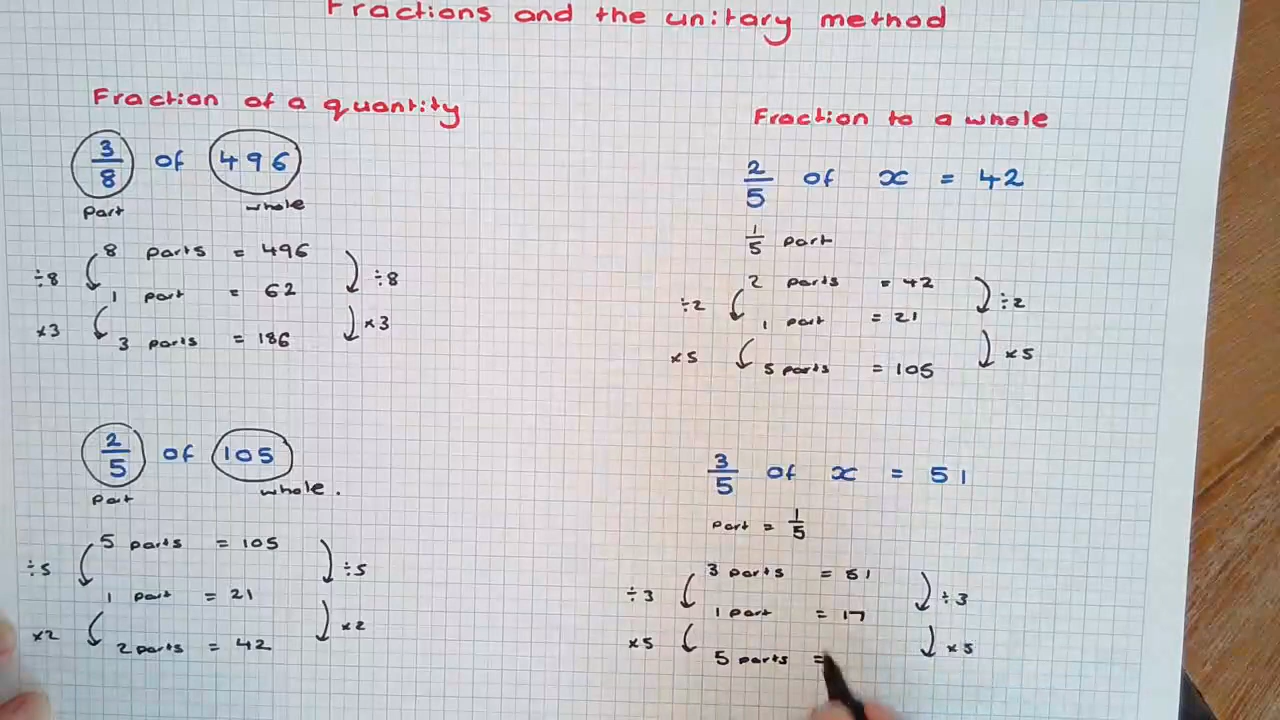 Fractions and the unitary method
Fraction of a quantity
3/8 of 496
part whole
8 parts = 496
÷8 ÷8
1 part = 62
×3 ×3
3 parts = 186
2/5 of 105
part whole.
5 parts = 105
÷5 ÷5
1 part = 21
×2 ×2
2 parts = 42
Fraction to a whole
2/5 of x = 42
1/5 part
2 parts = 42
÷2 ÷2
1 part = 21
×5 ×5
5 parts = 105
3/5 of x = 51
part = 1/5
3 parts = 51
÷3 ÷3
1 part = 17
×5 ×5
5 parts =